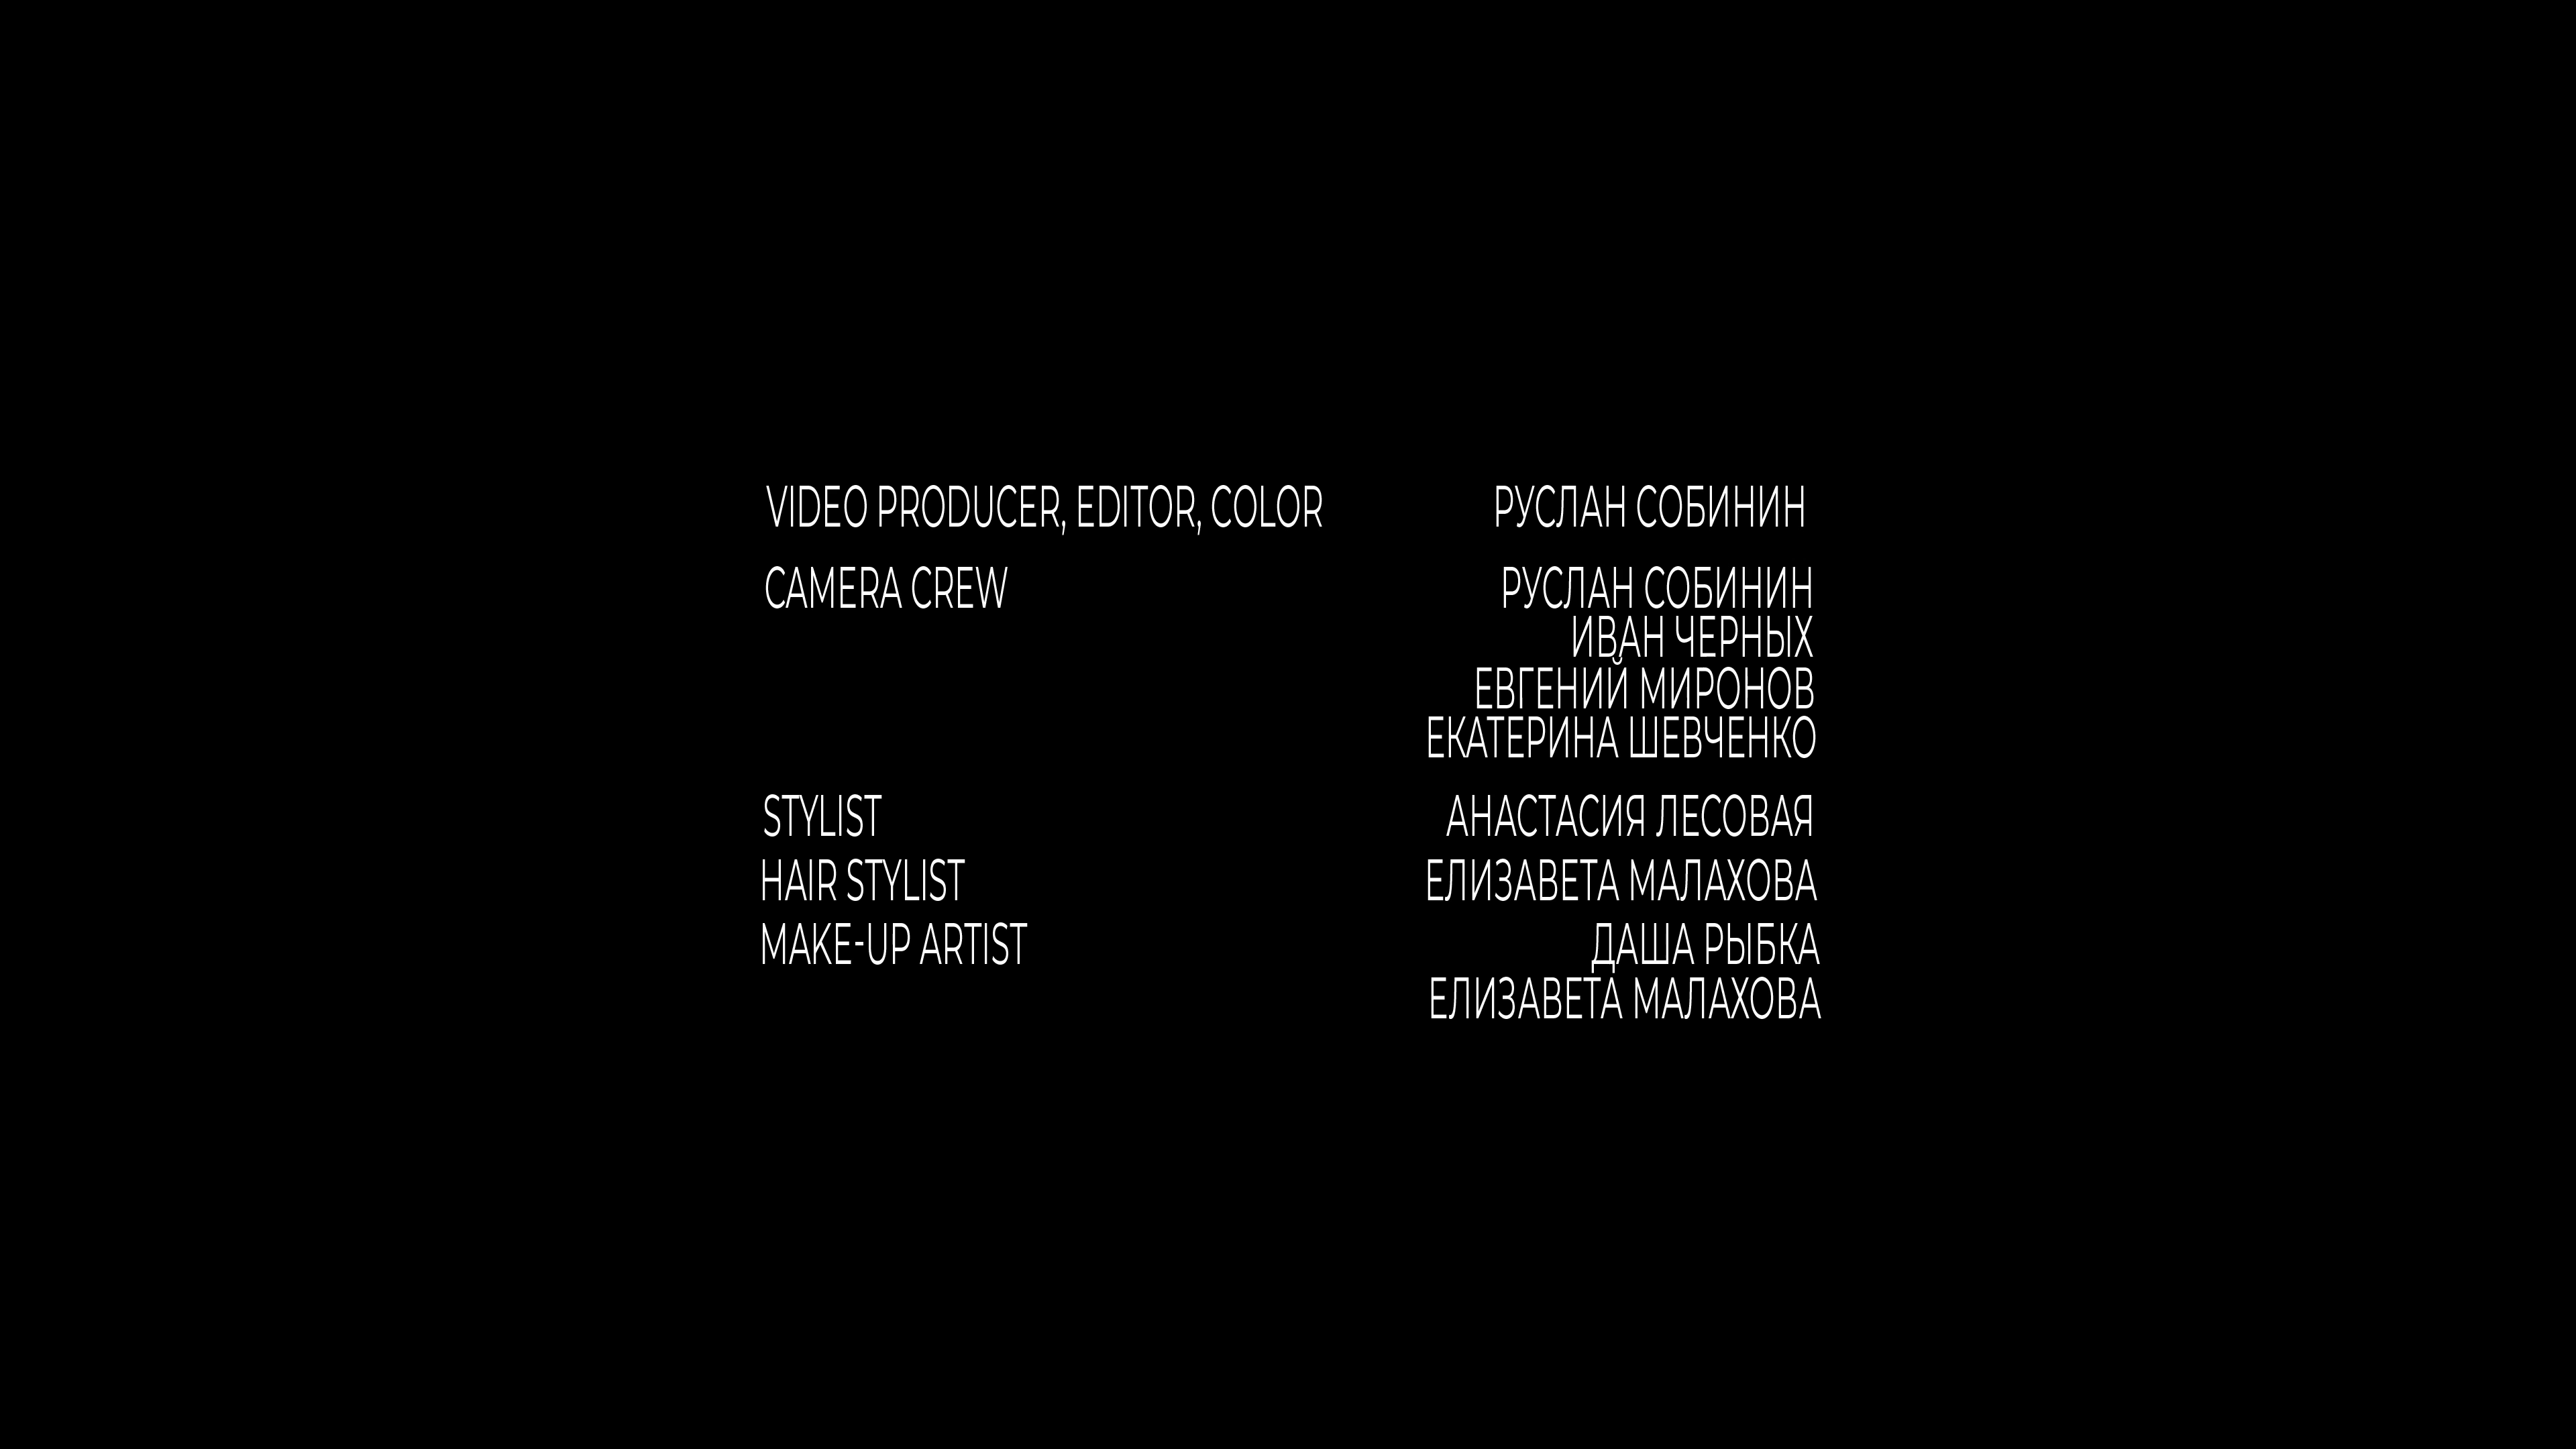 VIDEO PRODUCER, EDITOR, COLOR РУСЛАН СОБИНИН
CAMERA CREW РУСЛАН СОБИНИН
ИВАН ЧЕРНЫХ
ЕВГЕНИЙ МИРОНОВ
ЕКАТЕРИНА ШЕВЧЕНКО
STYLIST АНАСТАСИЯ ЛЕСОВАЯ
HAIR STYLIST ЕЛИЗАВЕТА МАЛАХОВА
MAKE-UP ARTIST ДАША РЫБКА
ЕЛИЗАВЕТА МАЛАХОВА